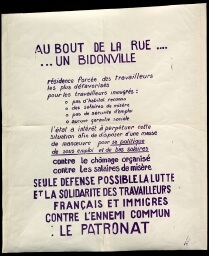 AU BOUT DE LA RUE ....
... UN BIDONVILLE
résidence forcée des travailleurs
les plus défavorisés
pour les travailleurs immigrés :
o pas d'habitat reconnu
o des salaires de misère
o pas de sécurité d'emploi
o aucune garantie sociale
l'état a intérêt à perpétuer cette
situation afin de disposer d'une masse
de manœuvre pour sa politique
de sous emploi et de bas salaires
contre le chômage organisé
contre les salaires de misère
SEULE DEFENSE POSSIBLE LA LUTTE
ET LA SOLIDARITE DES TRAVAILLEURS
FRANÇAIS ET IMMIGRES
CONTRE L'ENNEMI COMMUN
: LE PATRONAT